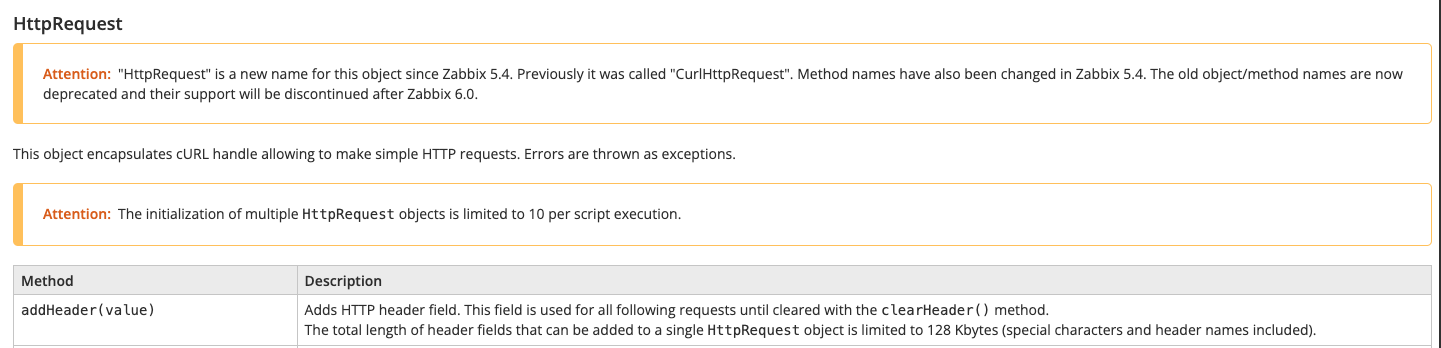 HttpRequest
Attention: "HttpRequest" is a new name for this object since Zabbix 5.4. Previously it was called "CurlHttpRequest". Method names have also been changed in Zabbix 5.4. The old object/method names are now
deprecated and their support will be discontinued after Zabbix 6.0.
This object encapsulates cURL handle allowing to make simple HTTP requests. Errors are thrown as exceptions.
Attention: The initialization of multiple HttpRequest objects is limited to 10 per script execution.
Method Description
addHeader(value) Adds HTTP header field. This field is used for all following requests until cleared with the clearHeader() method.
The total length of header fields that can be added to a single HttpRequest object is limited to 128 Kbytes (special characters and header names included).